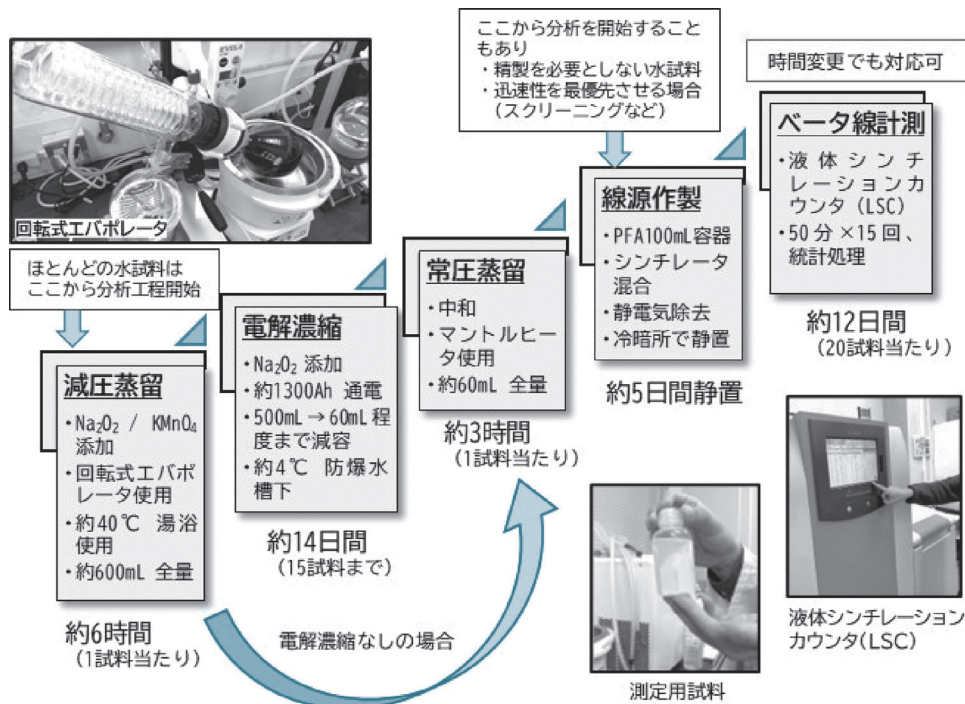 回転式エバポレータ
ほとんどの水試料は
ここから分析工程開始
減圧蒸留
・Na₂O₂ / KMnO₄
添加
・回転式エバポ
レータ使用
・約40℃ 湯浴
使用
・約600mL 全量
約6時間
(1試料当たり)
電解濃縮
・Na₂O₂ 添加
・約1300Ah 通電
・500mL → 60mL 程
度まで減容
・約4℃ 防爆水
槽下
約14日間
(15試料まで)
電解濃縮なしの場合
常圧蒸留
・中和
・マントルヒー
タ使用
・約60mL 全量
約3時間
(1試料当たり)
ここから分析を開始すること
もあり
・精製を必要としない水試料
・迅速性を最優先させる場合
(スクリーニングなど)
線源作製
・PFA100mL容器
・シンチレータ
混合
・静電気除去
・冷暗所で静置
約5日間静置
時間変更でも対応可
ベータ線計測
・液体シンチ
レーションカ
ウンタ(LSC)
・50分×15回、
統計処理
約12日間
(20試料当たり)
測定用試料
液体シンチレーション
カウンタ(LSC)